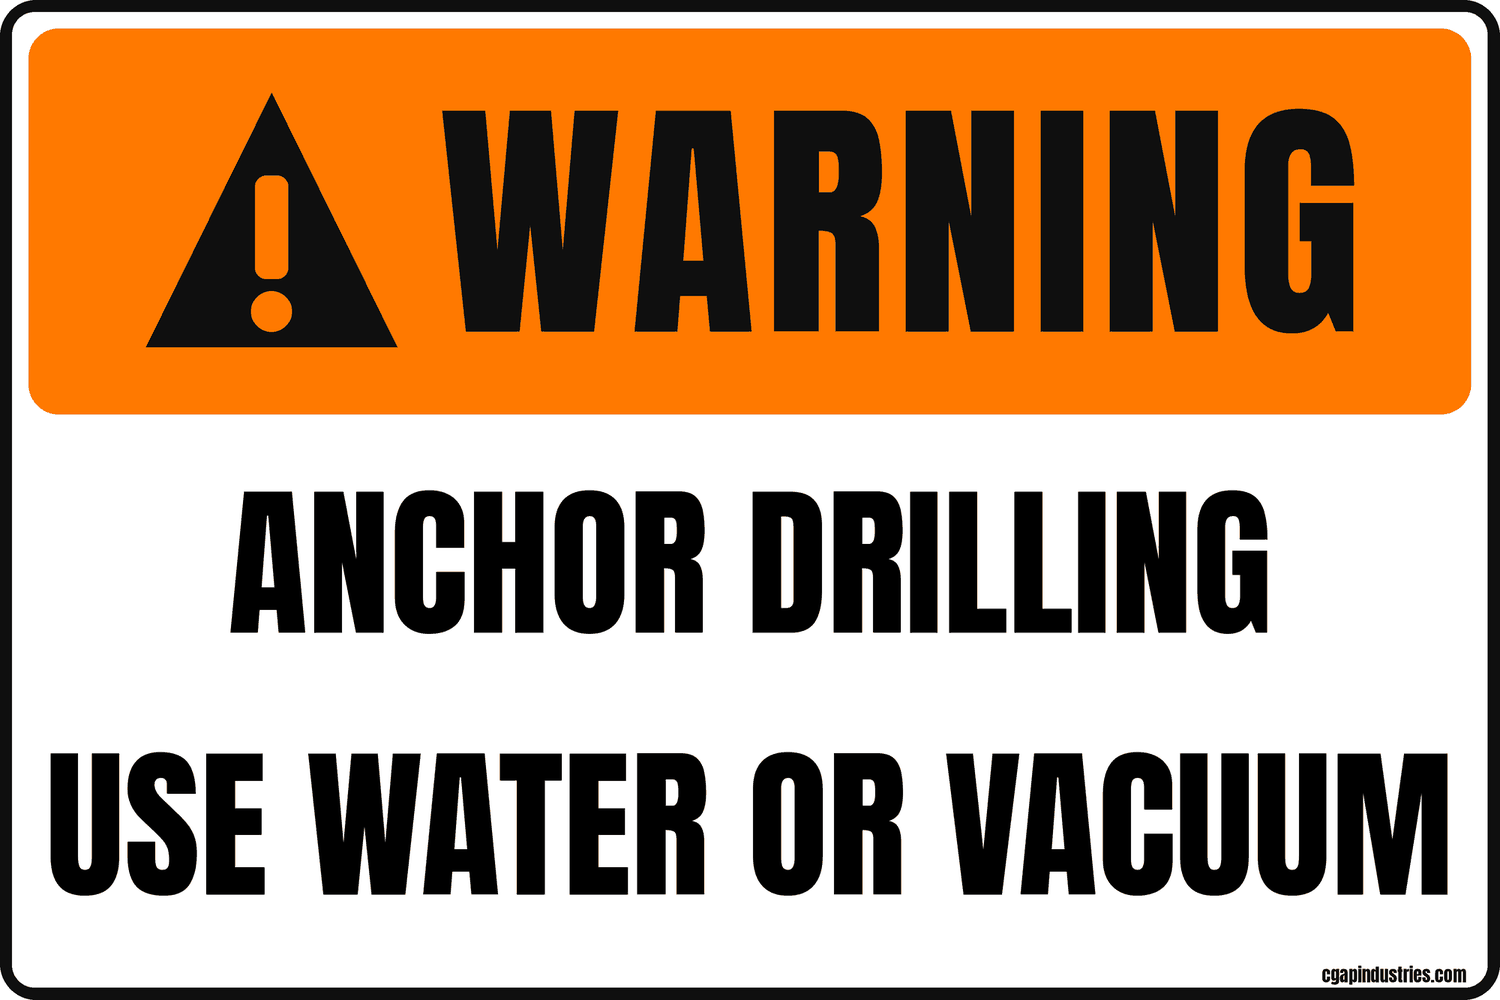 WARNING
ANCHOR DRILLING
USE WATER OR VACUUM
cgapindustries.com